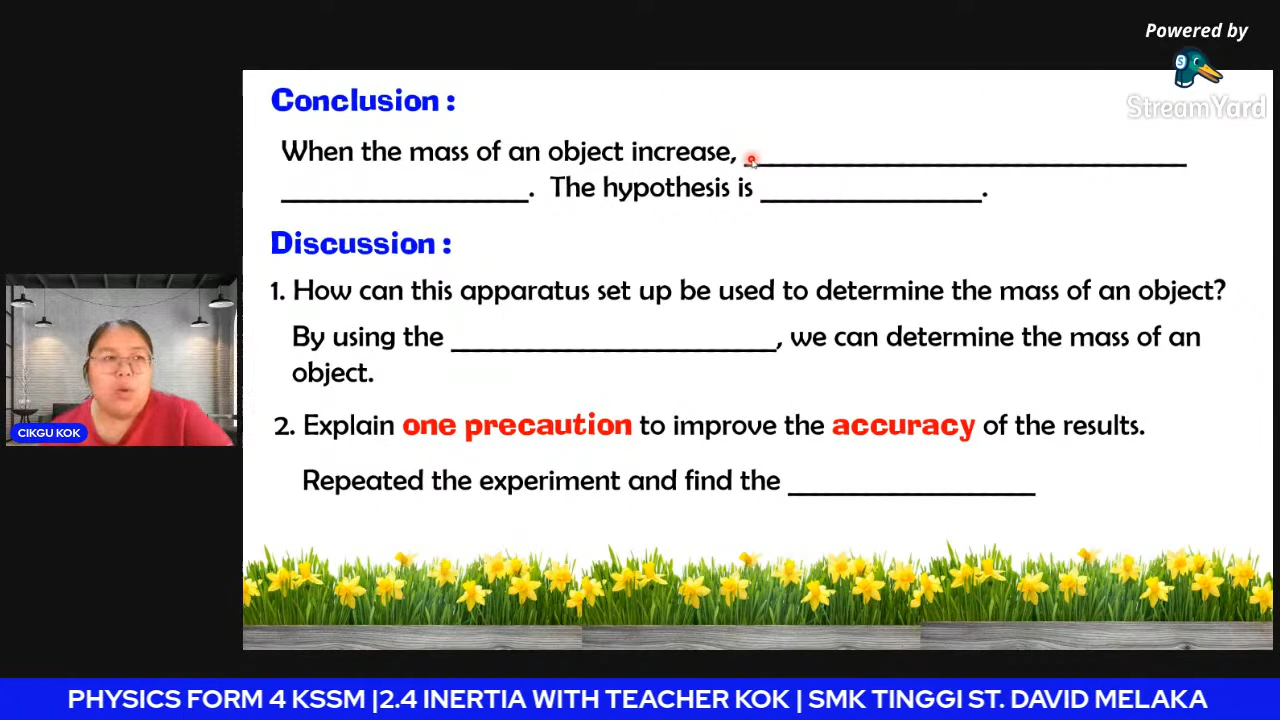 Powered by
StreamYard
Conclusion :
When the mass of an object increase, ______________________________
_________________. The hypothesis is _______________.
Discussion :
1. How can this apparatus set up be used to determine the mass of an object?
By using the ______________________, we can determine the mass of an
object.
2. Explain one precaution to improve the accuracy of the results.
Repeated the experiment and find the _________________
CIKGU KOK
PHYSICS FORM 4 KSSM |2.4 INERTIA WITH TEACHER KOK | SMK TINGGI ST. DAVID MELAKA